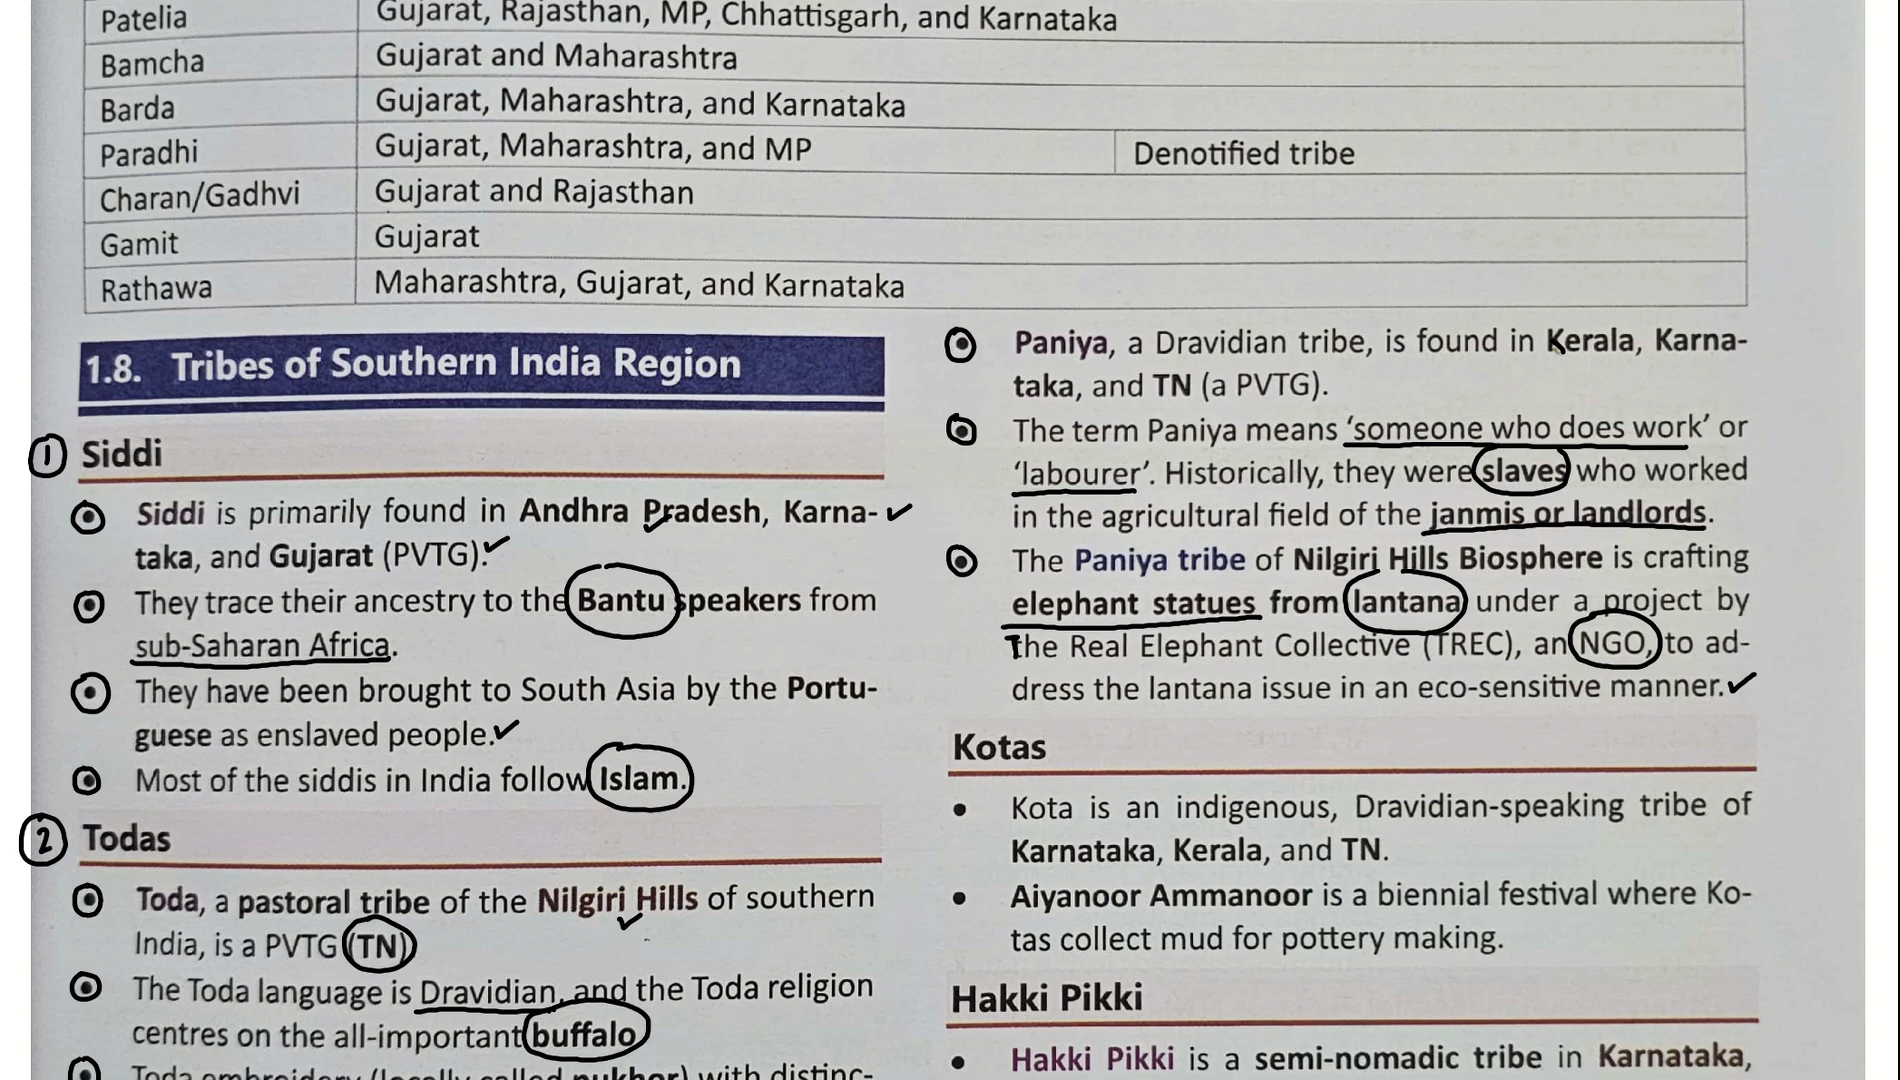 Patelia
Gujarat, Rajasthan, MP, Chhattisgarh, and Karnataka
Bamcha
Gujarat and Maharashtra
Barda
Gujarat, Maharashtra, and Karnataka
Paradhi
Gujarat, Maharashtra, and MP
Denotified tribe
Charan/Gadhvi
Gujarat and Rajasthan
Gamit
Gujarat
Rathawa
Maharashtra, Gujarat, and Karnataka
1.8. Tribes of Southern India Region
1 Siddi
Siddi is primarily found in Andhra Pradesh, Karna-
taka, and Gujarat (PVTG).
They trace their ancestry to the Bantu speakers from
sub-Saharan Africa.
They have been brought to South Asia by the Portu-
guese as enslaved people.
Most of the siddis in India follow Islam.
2 Todas
Toda, a pastoral tribe of the Nilgiri Hills of southern
India, is a PVTG (TN)
The Toda language is Dravidian, and the Toda religion
centres on the all-important buffalo
Toda embroidery (locally called pukhor) with distinc-
Paniya, a Dravidian tribe, is found in Kerala, Karna-
taka, and TN (a PVTG).
The term Paniya means ‘someone who does work’ or
‘labourer’. Historically, they were slaves who worked
in the agricultural field of the janmis or landlords.
The Paniya tribe of Nilgiri Hills Biosphere is crafting
elephant statues from lantana under a project by
The Real Elephant Collective (TREC), an NGO, to ad-
dress the lantana issue in an eco-sensitive manner.
Kotas
• Kota is an indigenous, Dravidian-speaking tribe of
Karnataka, Kerala, and TN.
• Aiyanoor Ammanoor is a biennial festival where Ko-
tas collect mud for pottery making.
Hakki Pikki
• Hakki Pikki is a semi-nomadic tribe in Karnataka,